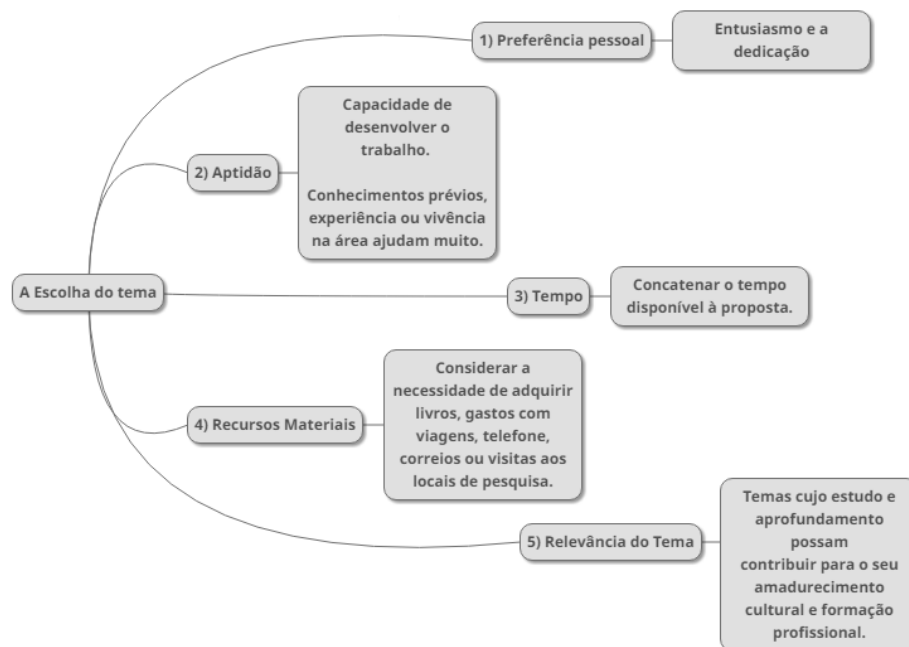 1) Preferência pessoal
Entusiasmo e a
dedicação
2) Aptidão
Capacidade de
desenvolver o
trabalho.
Conhecimentos prévios,
experiência ou vivência
na área ajudam muito.
A Escolha do tema
3) Tempo
Concatenar o tempo
disponível à proposta.
4) Recursos Materiais
Considerar a
necessidade de adquirir
livros, gastos com
viagens, telefone,
correios ou visitas aos
locais de pesquisa.
5) Relevância do Tema
Temas cujo estudo e
aprofundamento
possam
contribuir para o seu
amadurecimento
cultural e formação
profissional.